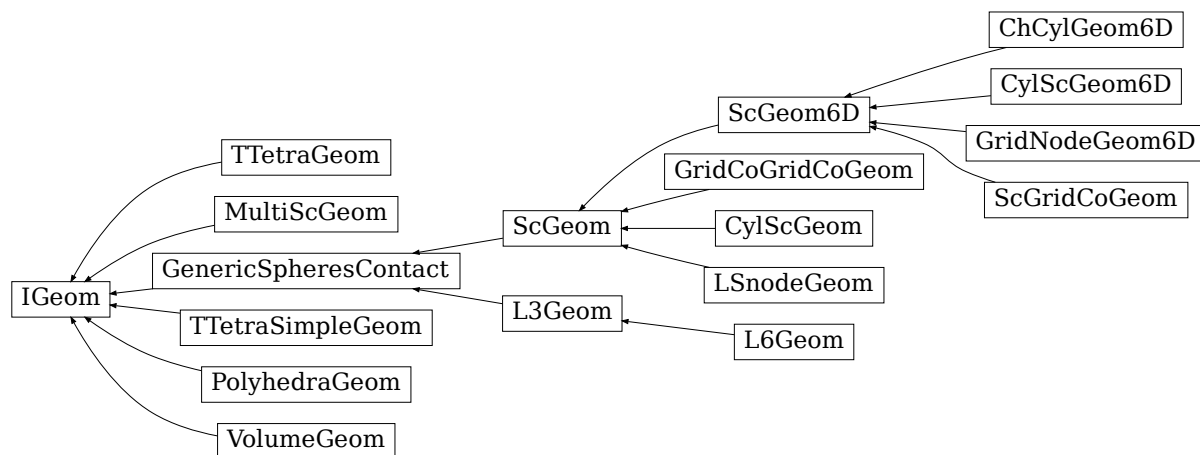 ChCylGeom6D
CylScGeom6D
ScGeom6D
GridNodeGeom6D
TTetraGeom
GridCoGridCoGeom
ScGridCoGeom
MultiScGeom
ScGeom
CylScGeom
GenericSpheresContact
LSnodeGeom
IGeom
L3Geom
TTetraSimpleGeom
L6Geom
PolyhedraGeom
VolumeGeom